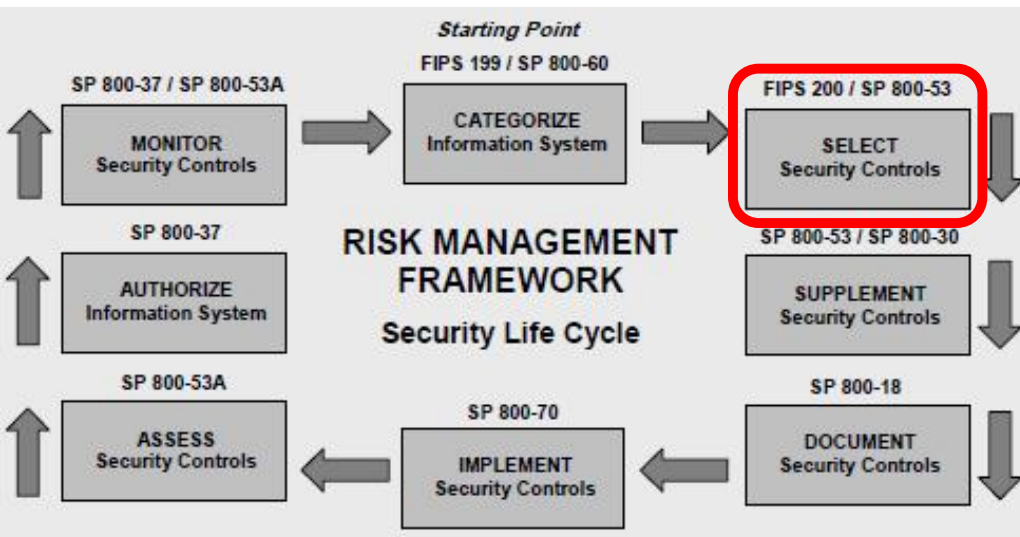 Starting Point
FIPS 199 / SP 800-60
CATEGORIZE
Information System
FIPS 200 / SP 800-53
SELECT
Security Controls
SP 800-53 / SP 800-30
SUPPLEMENT
Security Controls
SP 800-18
DOCUMENT
Security Controls
SP 800-70
IMPLEMENT
Security Controls
SP 800-53A
ASSESS
Security Controls
SP 800-37
AUTHORIZE
Information System
SP 800-37 / SP 800-53A
MONITOR
Security Controls
RISK MANAGEMENT
FRAMEWORK
Security Life Cycle